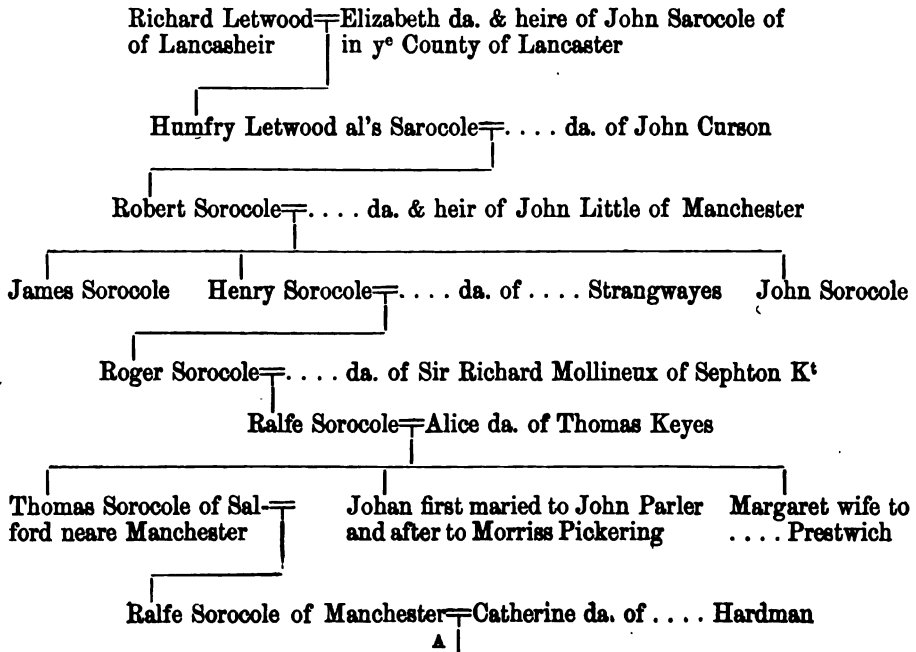 Richard Letwood=Elizabeth da. & heire of John Sarocole of
of Lancasheir in yᵉ County of Lancaster
Humfry Letwood al's Sarocole=. . . . da. of John Curson
Robert Sorocole=. . . . da. & heir of John Little of Manchester
James Sorocole Henry Sorocole=. . . . da. of . . . . Strangwayes John Sorocole
Roger Sorocole=. . . . da. of Sir Richard Mollineux of Sephton Kᵗ
Ralfe Sorocole=Alice da. of Thomas Keyes
Thomas Sorocole of Sal-= Johan first maried to John Parler Margaret wife to
ford neare Manchester and after to Morriss Pickering . . . . Prestwich
Ralfe Sorocole of Manchester=Catherine da. of . . . . Hardman
A